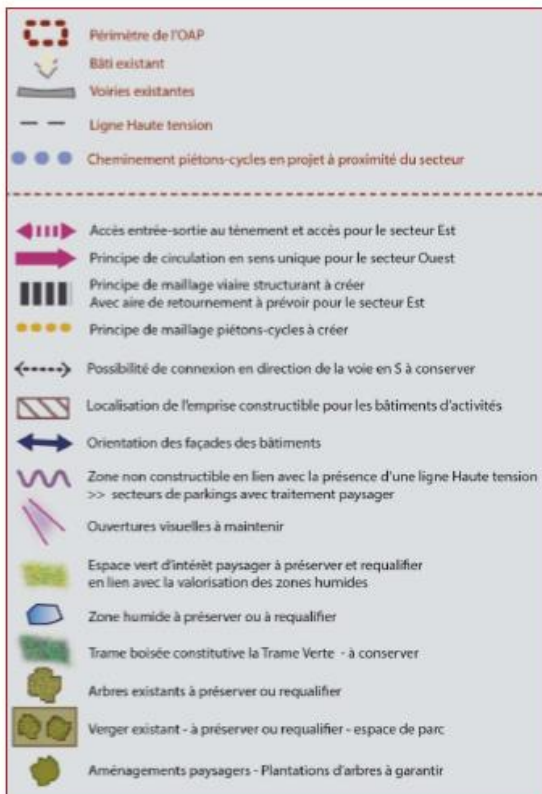 Périmètre de l'OAP
Bâti existant
Voiries existantes
Ligne Haute tension
Cheminement piétons-cycles en projet à proximité du secteur
Accès entrée-sortie au tènement et accès pour le secteur Est
Principe de circulation en sens unique pour le secteur Ouest
Principe de maillage viaire structurant à créer
Avec aire de retournement à prévoir pour le secteur Est
Principe de maillage piétons-cycles à créer
Possibilité de connexion en direction de la voie en S à conserver
Localisation de l'emprise constructible pour les bâtiments d'activités
Orientation des façades des bâtiments
Zone non constructible en lien avec la présence d'une ligne Haute tension
>> secteurs de parkings avec traitement paysager
Ouvertures visuelles à maintenir
Espace vert d'intérêt paysager à préserver et requalifier
en lien avec la valorisation des zones humides
Zone humide à préserver ou à requalifier
Trame boisée constitutive la Trame Verte - à conserver
Arbres existants à préserver ou requalifier
Verger existant - à préserver ou requalifier - espace de parc
Aménagements paysagers - Plantations d'arbres à garantir